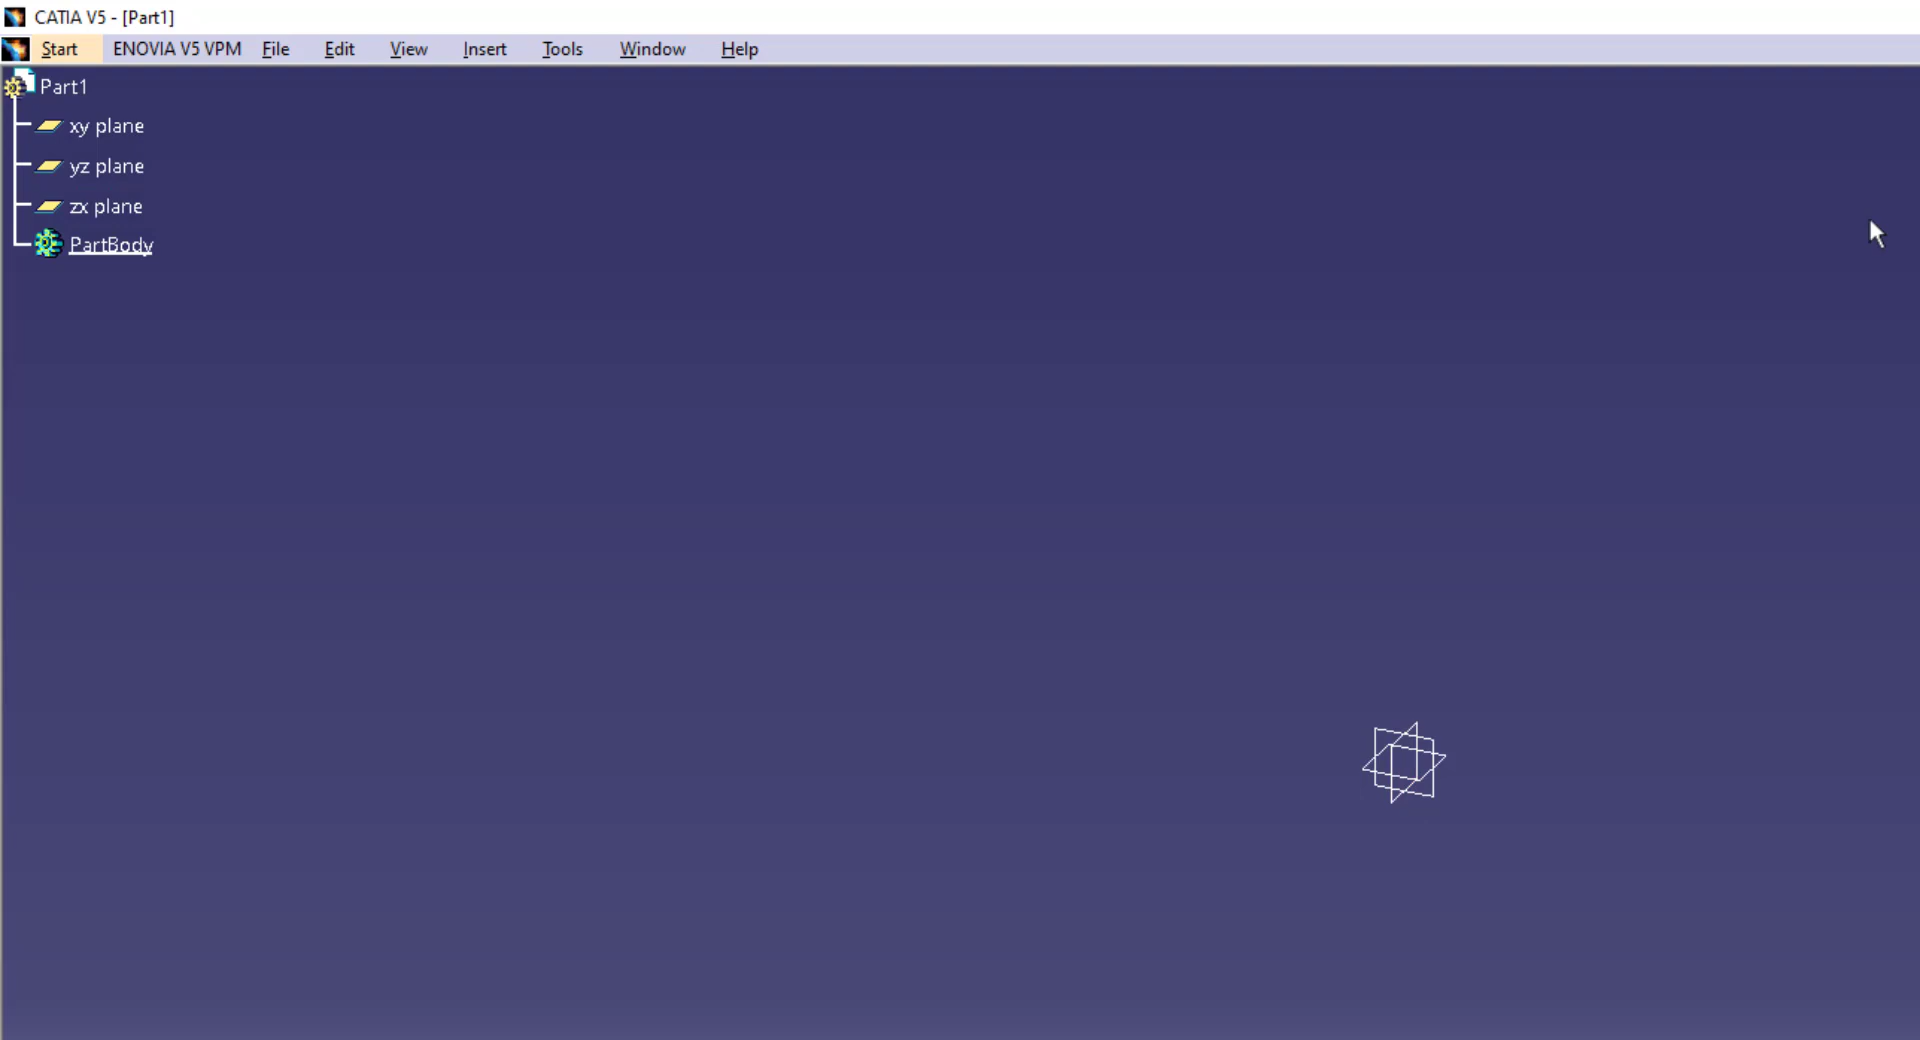 CATIA V5 - [Part1]
Start ENOVIA V5 VPM File Edit View Insert Tools Window Help
Part1
xy plane
yz plane
zx plane
PartBody